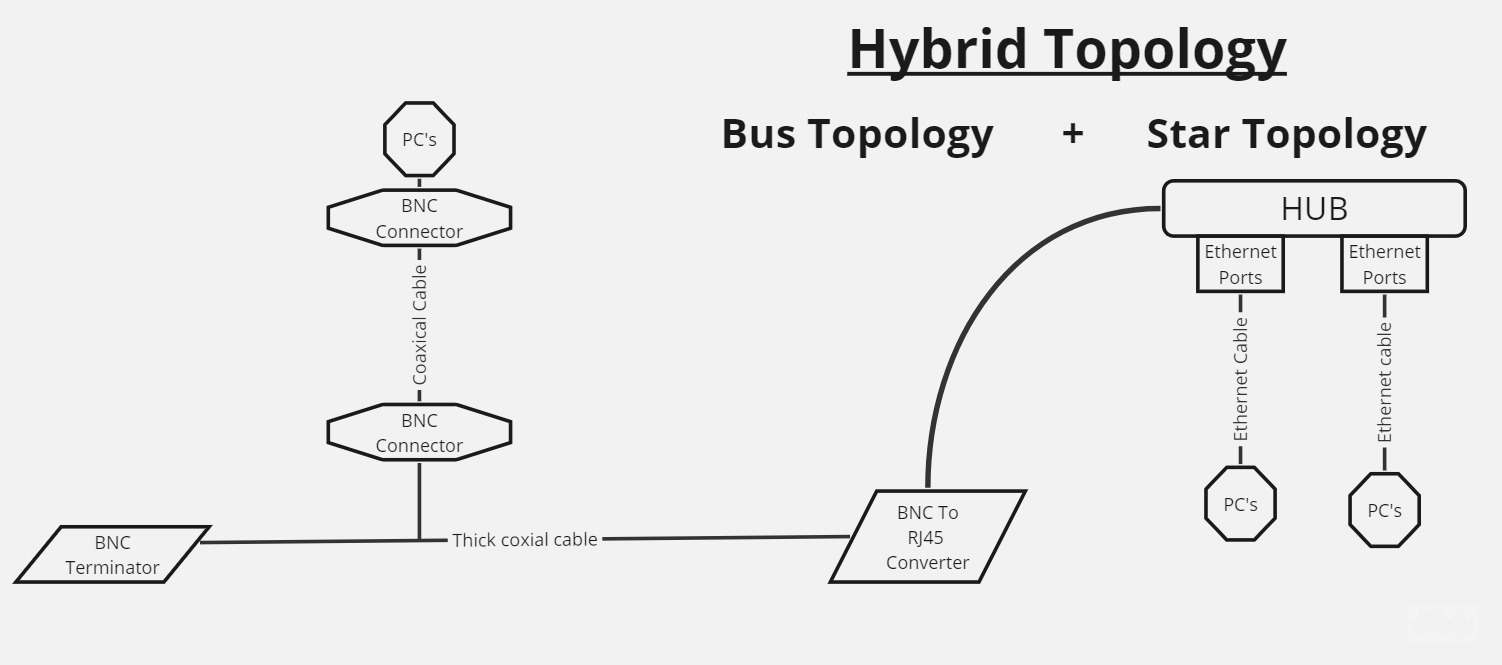 Hybrid Topology
Bus Topology + Star Topology
PC's
BNC
Connector
Coaxical Cable
BNC
Connector
BNC
Terminator
Thick coxial cable
BNC To
RJ45
Converter
HUB
Ethernet
Ports
Ethernet
Ports
Ethernet Cable
Ethernet cable
PC's
PC's